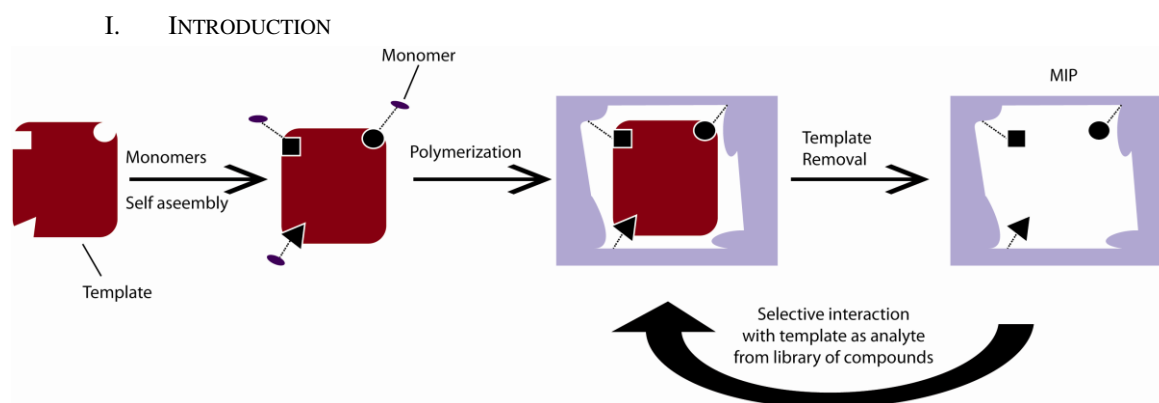 I. INTRODUCTION
Monomer
MIP
Monomers
Self aseembly
Polymerization
Template
Removal
Template
Selective interaction
with template as analyte
from library of compounds